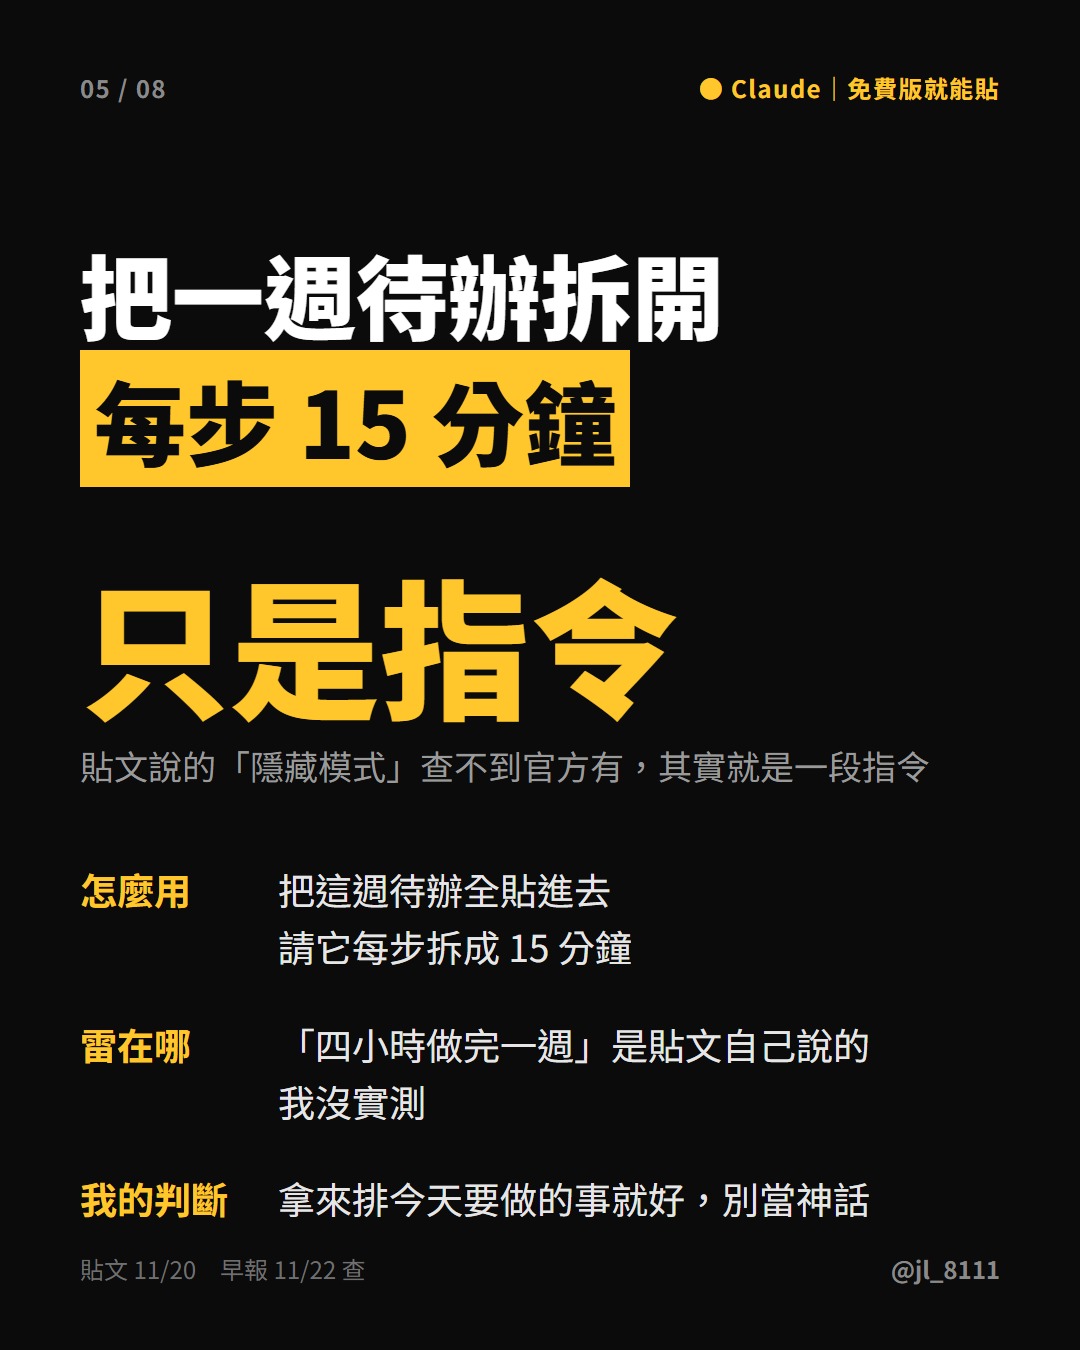 05 / 08
Claude｜免費版就能貼
把一週待辦拆開
每步 15 分鐘
只是指令
貼文說的「隱藏模式」查不到官方有，其實就是一段指令
怎麼用
把這週待辦全貼進去
請它每步拆成 15 分鐘
雷在哪
「四小時做完一週」是貼文自己說的
我沒實測
我的判斷
拿來排今天要做的事就好，別當神話
貼文 11/20　早報 11/22 查
@jl_8111